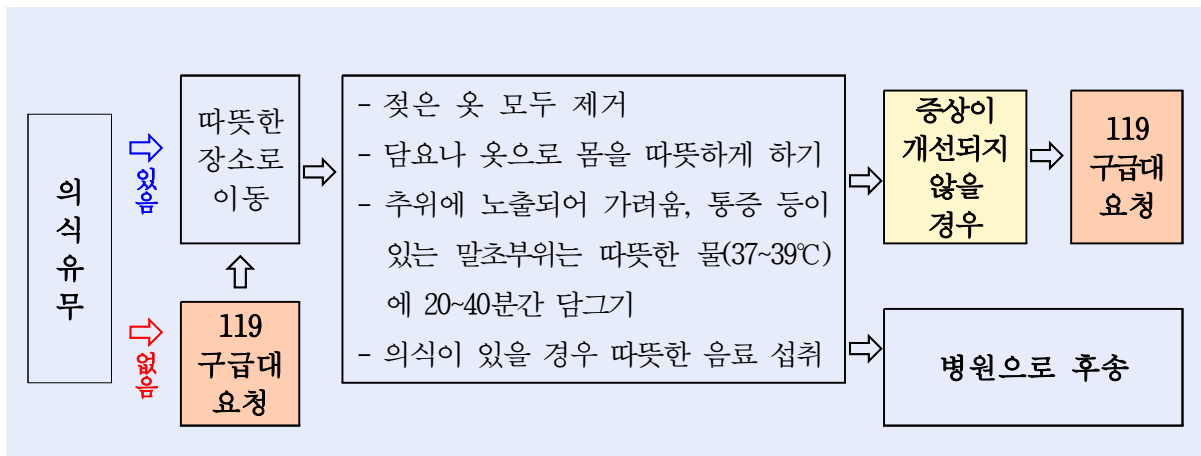 의
식
유
무
있음
없음
따뜻한
장소로
이동
119
구급대
요청
- 젖은 옷 모두 제거
- 담요나 옷으로 몸을 따뜻하게 하기
- 추위에 노출되어 가려움, 통증 등이
있는 말초부위는 따뜻한 물(37~39℃)
에 20~40분간 담그기
- 의식이 있을 경우 따뜻한 음료 섭취
증상이
개선되지
않을
경우
119
구급대
요청
병원으로 후송